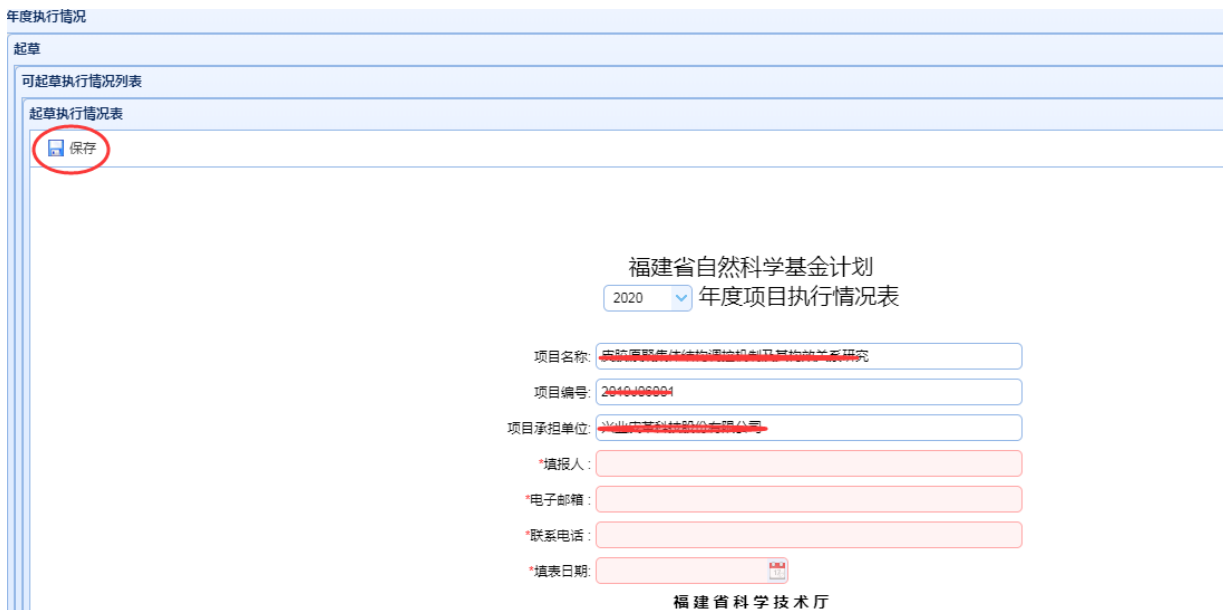 年度执行情况
起草
可起草执行情况列表
起草执行情况表
保存
福建省自然科学基金计划
2020 年度项目执行情况表
项目名称:
项目编号:
项目承担单位:
*填报人 :
*电子邮箱 :
*联系电话 :
*填表日期:
福建省科学技术厅